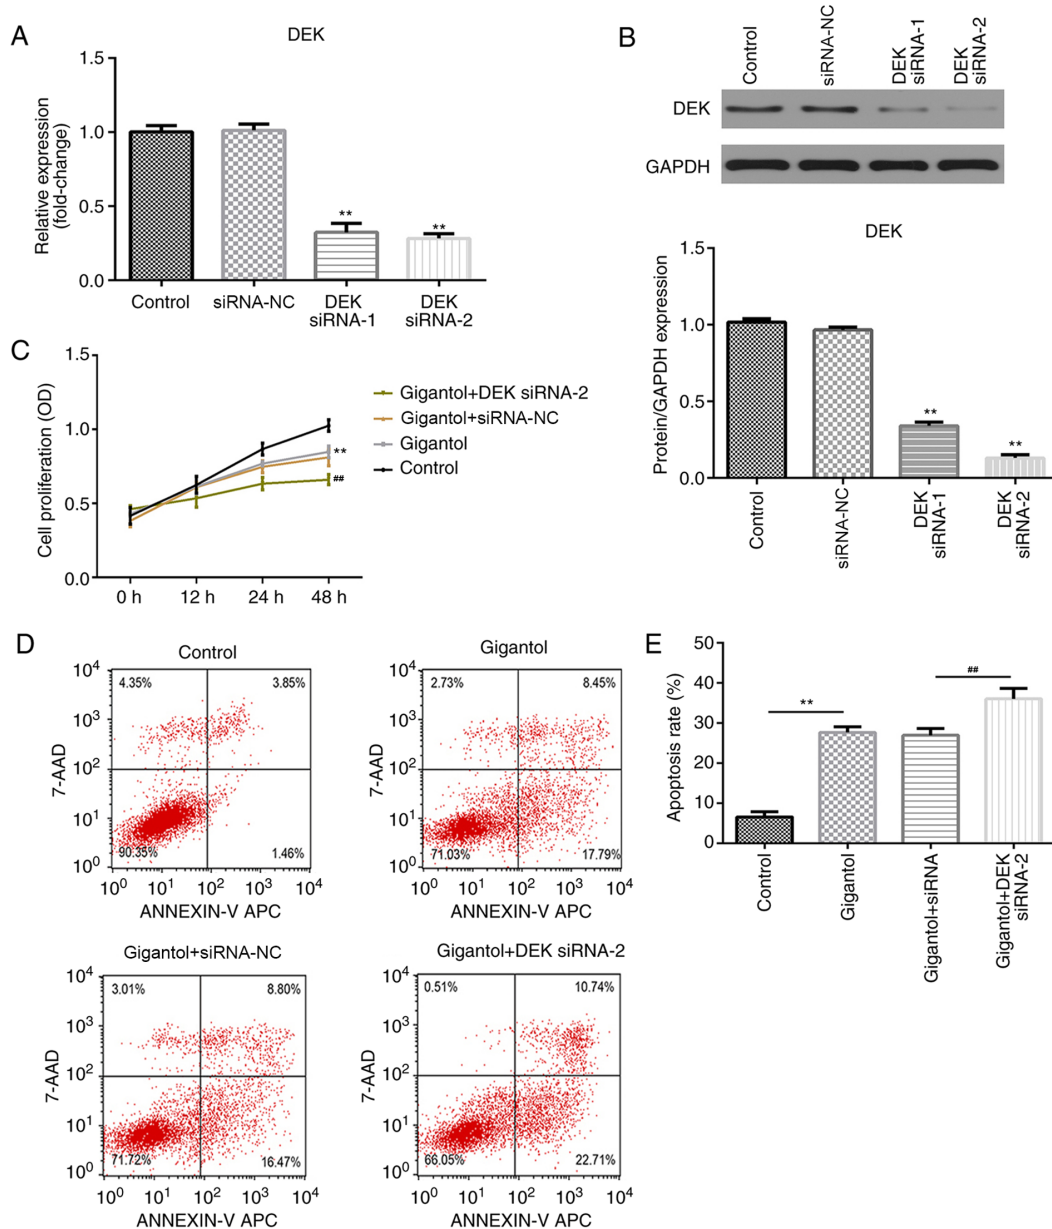 A
DEK
Relative expression
(fold-change)
1.5
1.0
0.5
0.0
**
**
Control
siRNA-NC
DEK
siRNA-1
DEK
siRNA-2
B
Control
siRNA-NC
DEK
siRNA-1
DEK
siRNA-2
DEK
GAPDH
DEK
Protein/GAPDH expression
1.5
1.0
0.5
0.0
**
**
Control
siRNA-NC
DEK
siRNA-1
DEK
siRNA-2
C
Cell proliferation (OD)
1.5
1.0
0.5
0.0
**
##
0 h
12 h
24 h
48 h
Gigantol+DEK siRNA-2
Gigantol+siRNA-NC
Gigantol
Control
D
Control
7-AAD
10⁴
10³
10²
10¹
10⁰
4.35%
3.85%
90.35%
1.46%
10⁰ 10¹ 10² 10³ 10⁴
ANNEXIN-V APC
Gigantol
7-AAD
10⁴
10³
10²
10¹
10⁰
2.73%
8.45%
71.03%
17.79%
10⁰ 10¹ 10² 10³ 10⁴
ANNEXIN-V APC
Gigantol+siRNA-NC
7-AAD
10⁴
10³
10²
10¹
10⁰
3.01%
8.80%
71.72%
16.47%
10⁰ 10¹ 10² 10³ 10⁴
ANNEXIN-V APC
Gigantol+DEK siRNA-2
7-AAD
10⁴
10³
10²
10¹
10⁰
0.51%
10.74%
66.05%
22.71%
10⁰ 10¹ 10² 10³ 10⁴
ANNEXIN-V APC
E
Apoptosis rate (%)
50
40
30
20
10
0
**
##
Control
Gigantol
Gigantol+siRNA
Gigantol+DEK
siRNA-2